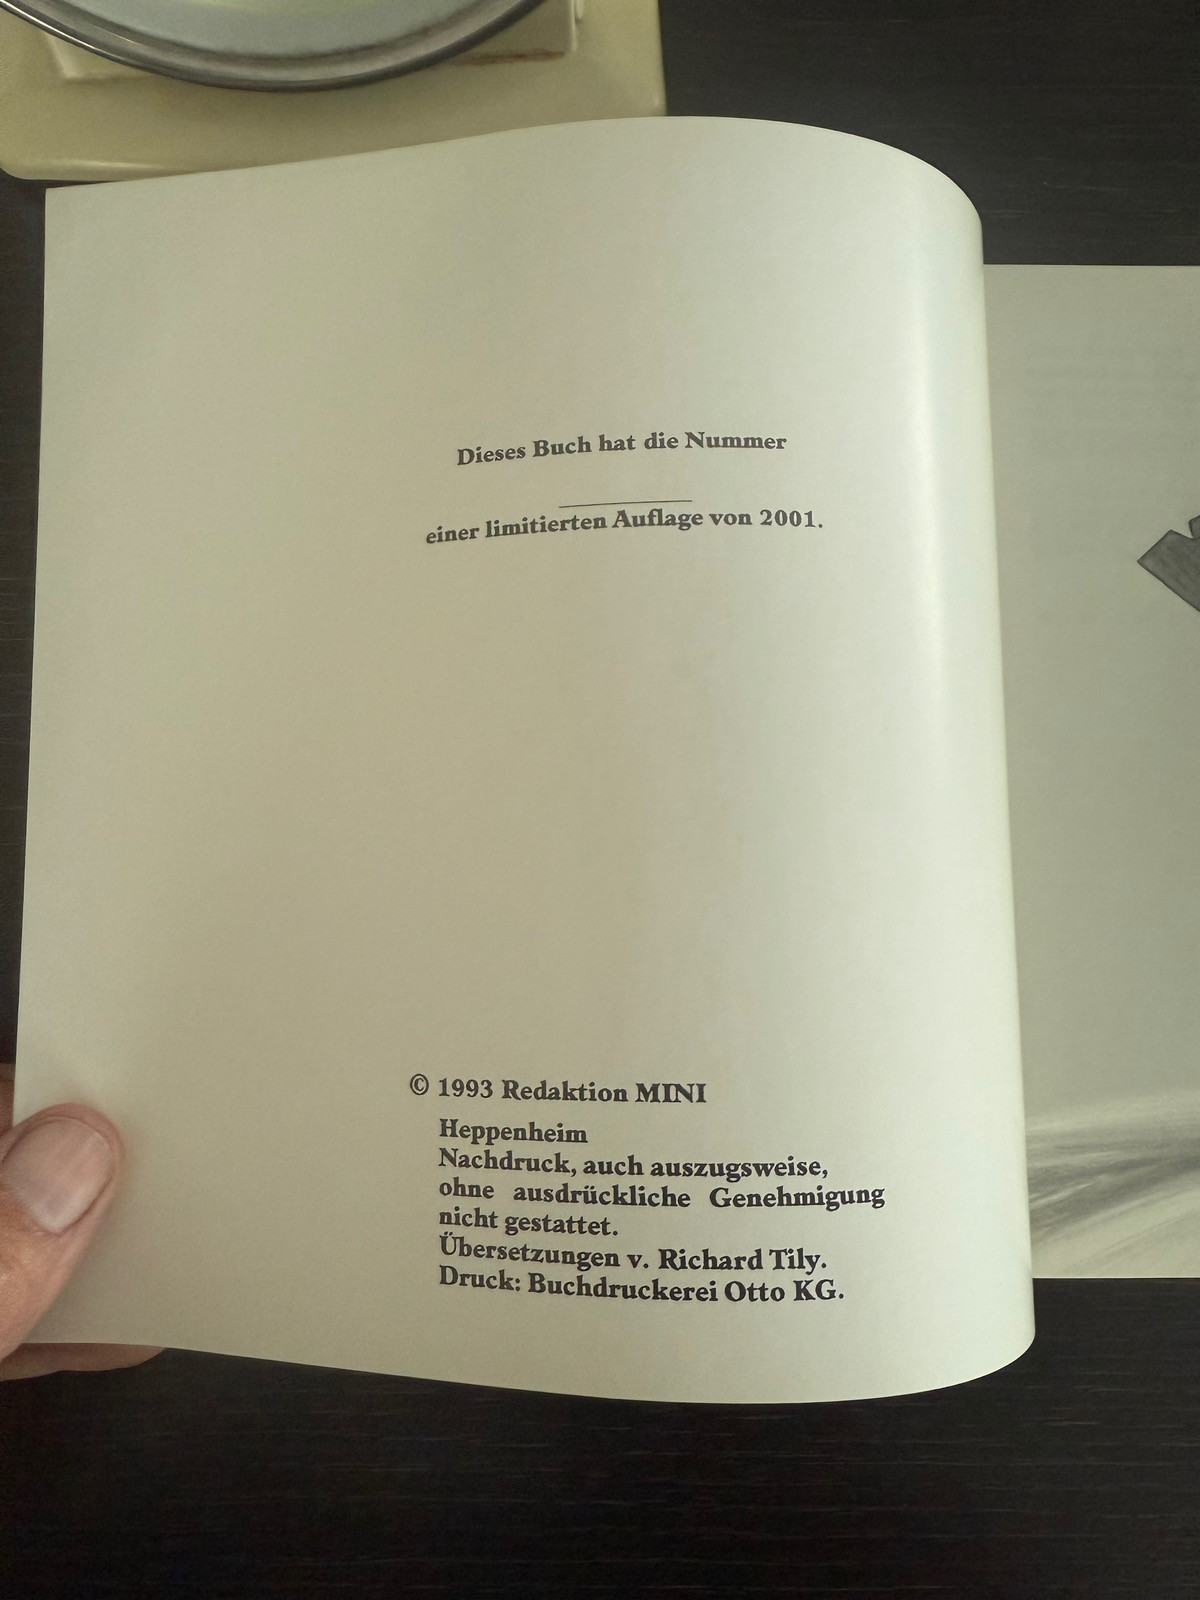 Dieses Buch hat die Nummer
einer limitierten Auflage von 2001.
© 1993 Redaktion MINI
Heppenheim
Nachdruck, auch auszugsweise,
ohne ausdrückliche Genehmigung
nicht gestattet.
Übersetzungen v. Richard Tily.
Druck: Buchdruckerei Otto KG.